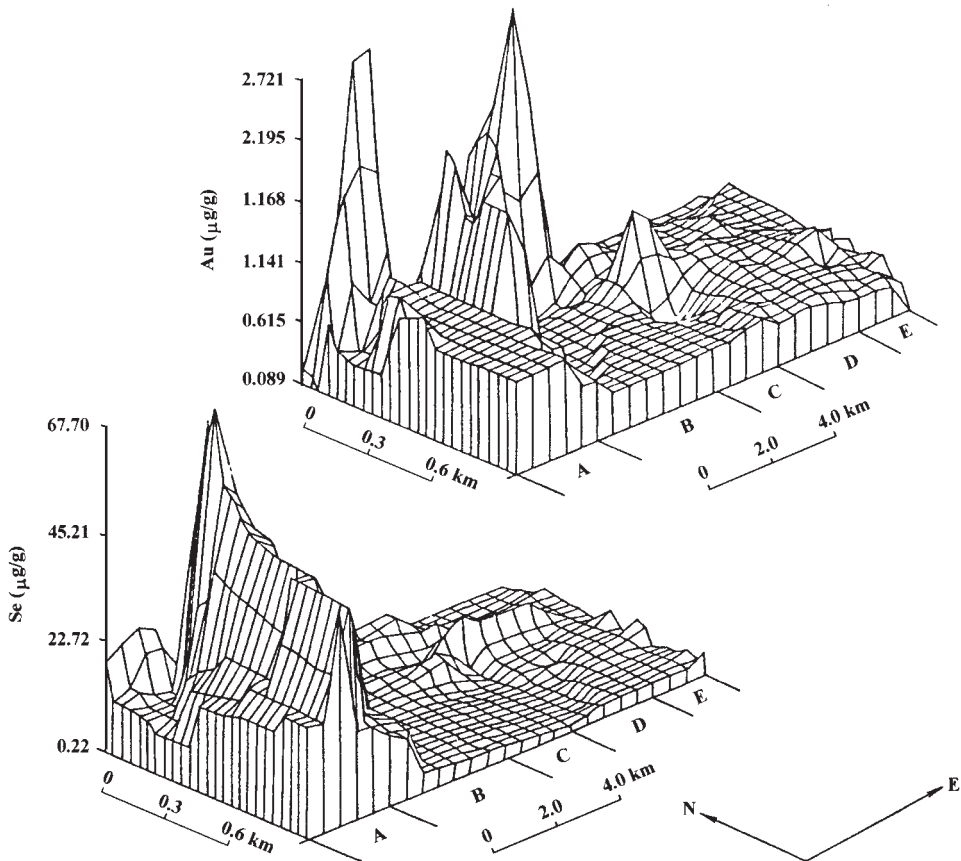 2.721
2.195
1.168
1.141
0.615
0.089
Au (μg/g)
0
0.3
0.6 km
A
B
C
D
E
0
2.0
4.0 km
67.70
45.21
22.72
0.22
Se (μg/g)
0
0.3
0.6 km
A
B
C
D
E
0
2.0
4.0 km
N
E